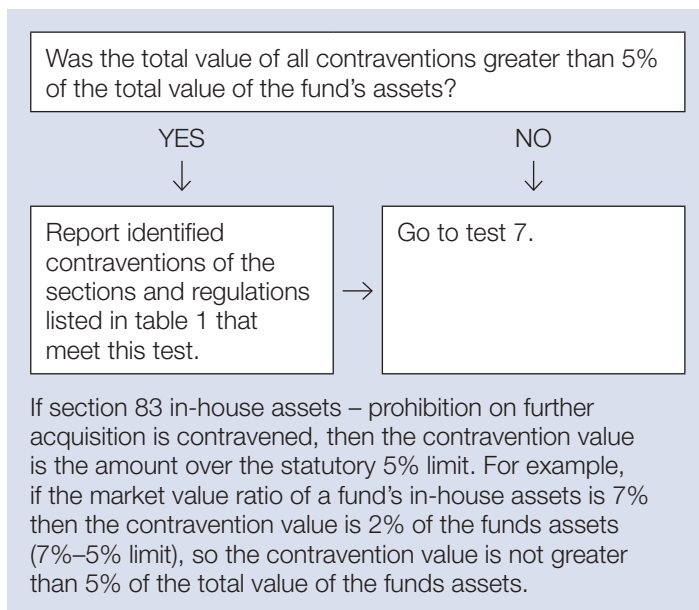 Was the total value of all contraventions greater than 5%
of the total value of the fund’s assets?
YES
NO
Report identified
contraventions of the
sections and regulations
listed in table 1 that
meet this test.
Go to test 7.
If section 83 in-house assets – prohibition on further
acquisition is contravened, then the contravention value
is the amount over the statutory 5% limit. For example,
if the market value ratio of a fund’s in-house assets is 7%
then the contravention value is 2% of the funds assets
(7%–5% limit), so the contravention value is not greater
than 5% of the total value of the funds assets.